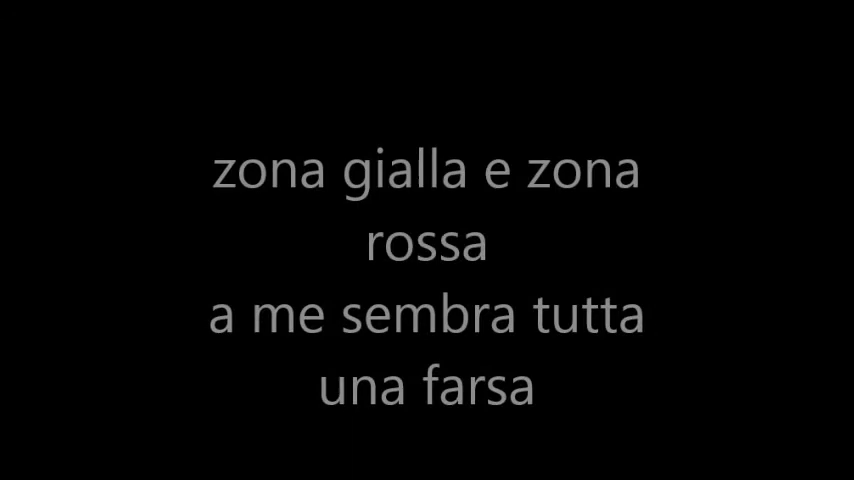 zona gialla e zona
rossa
a me sembra tutta
una farsa